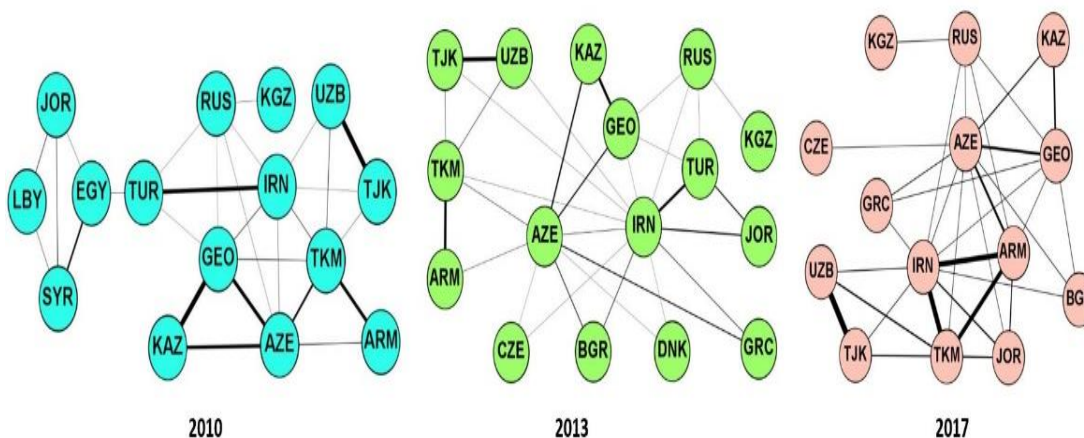 JOR
LBY
EGY
SYR
TUR
RUS
KGZ
UZB
IRN
TJK
GEO
TKM
KAZ
AZE
ARM
2010
TJK
UZB
KAZ
RUS
GEO
KGZ
TKM
TUR
AZE
IRN
JOR
ARM
CZE
BGR
DNK
GRC
2013
KGZ
RUS
KAZ
CZE
AZE
GEO
GRC
UZB
IRN
ARM
BG
TJK
TKM
JOR
2017